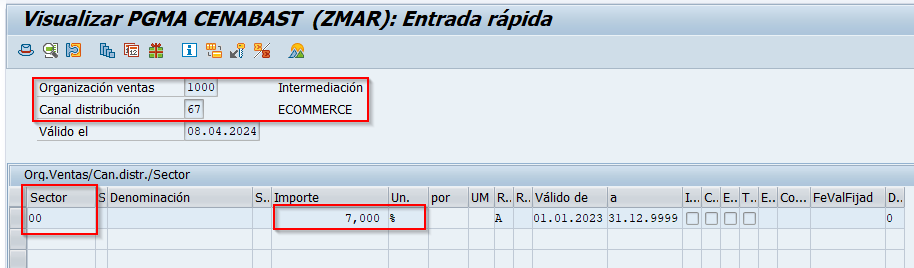 Visualizar PGMA CENABAST (ZMAR): Entrada rápida
Organización ventas 1000 Intermediación
Canal distribución 67 ECOMMERCE
Válido el 08.04.2024
Org.Ventas/Can.distr./Sector
Sector S Denominación S.. Importe Un. por UM R.. R.. Válido de a I... C.. E.. T.. E.. Co... FeValFijad D..
00 7,000 % A 01.01.2023 31.12.9999 0